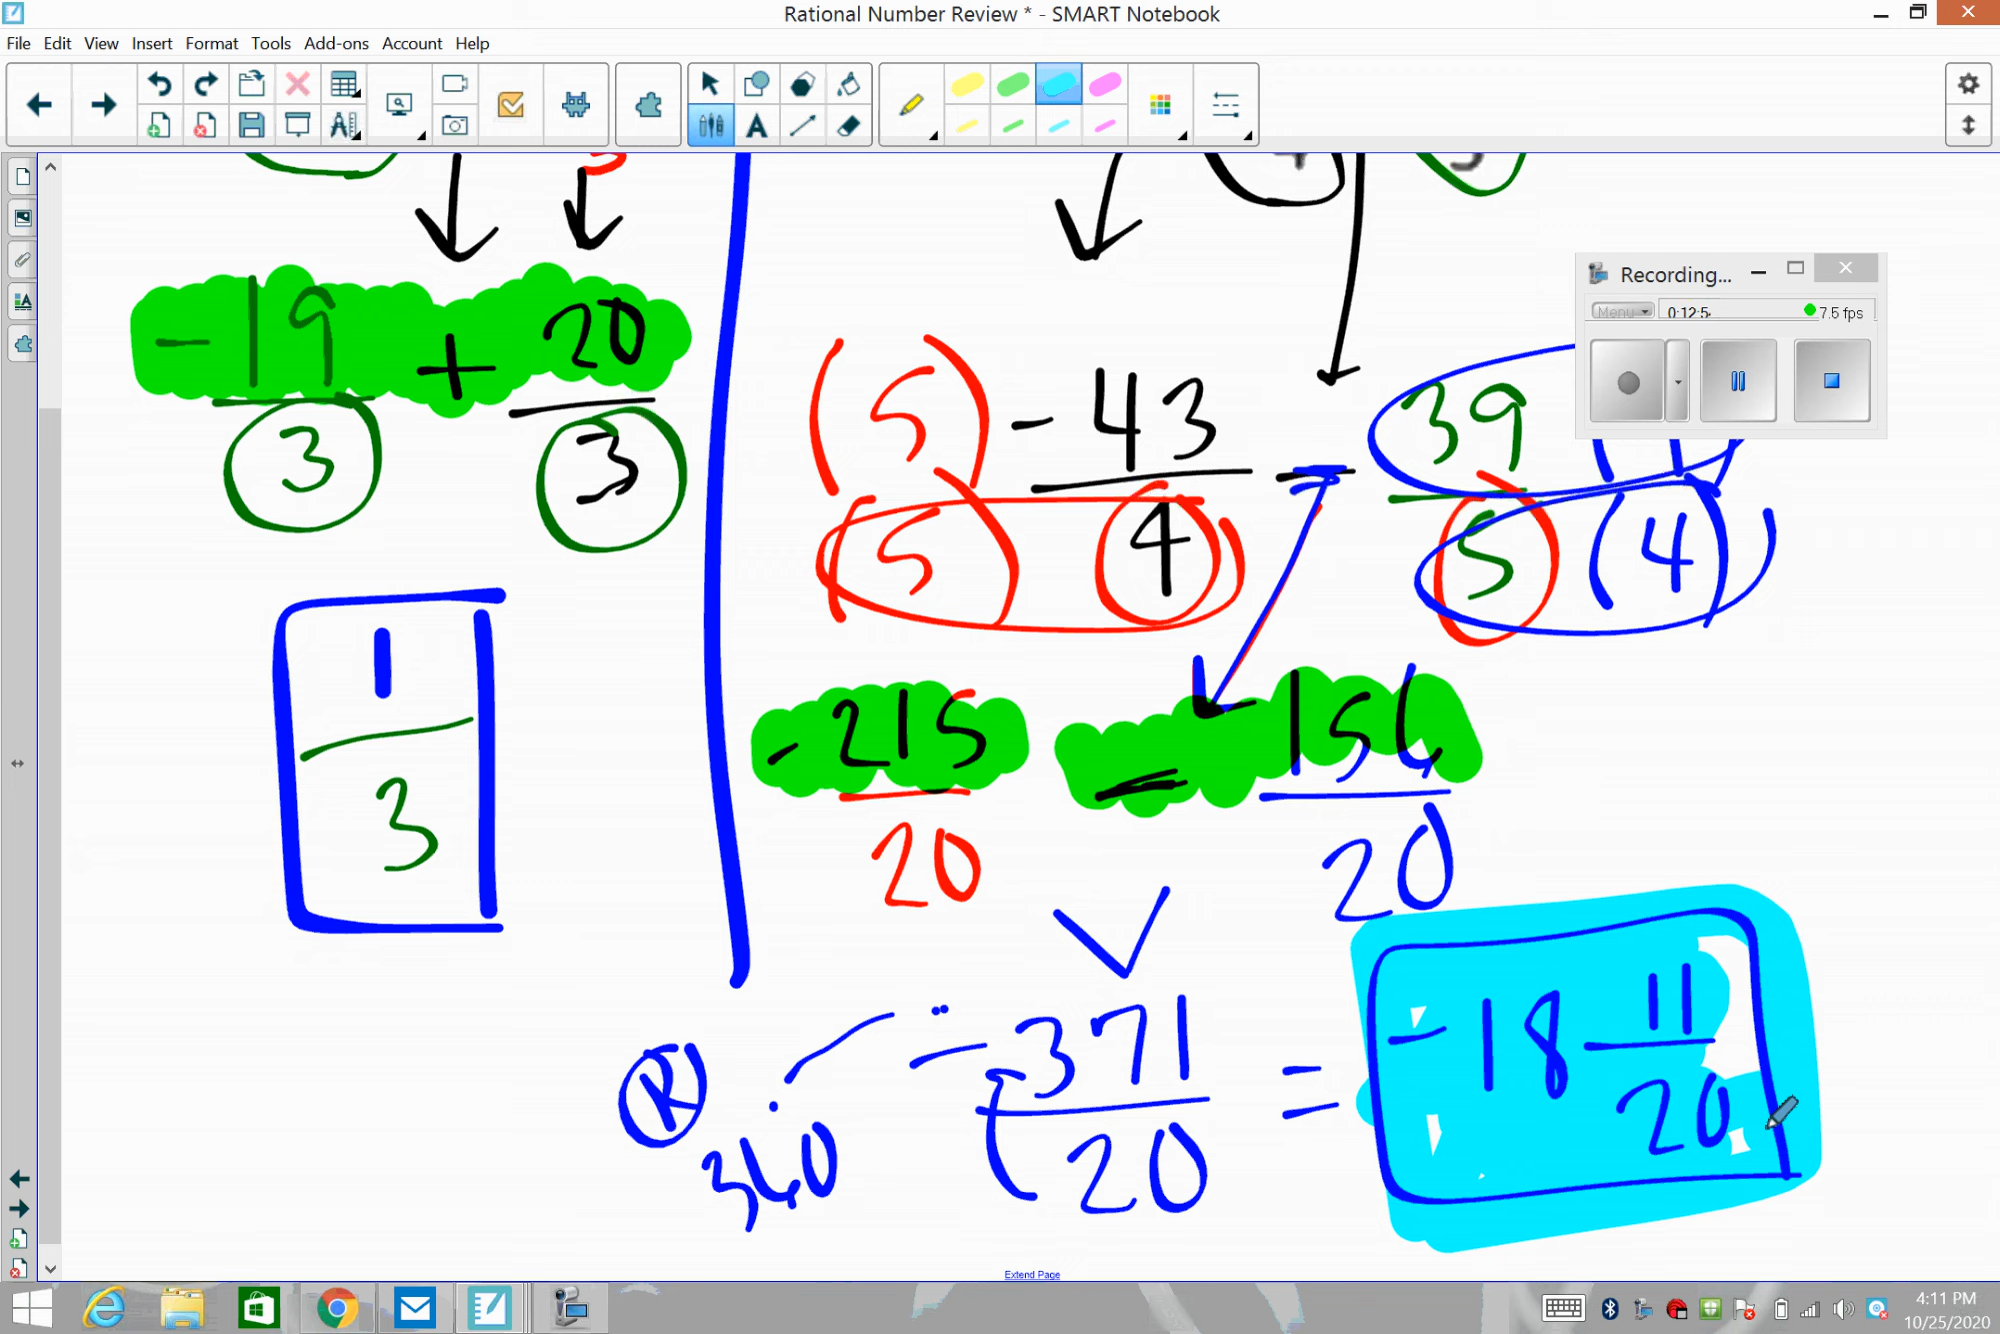 Rational Number Review * - SMART Notebook
File Edit View Insert Format Tools Add-ons Account Help
Recording...
Menu 0:12:5
7.5 fps
-19 + 20
3 3
1
3
(5) -43 - 39
(5) 4 5 (4)
-215 - 156
20 20
R 360 -371 = -18 11
20 20
Extend Page
4:11 PM
10/25/2020